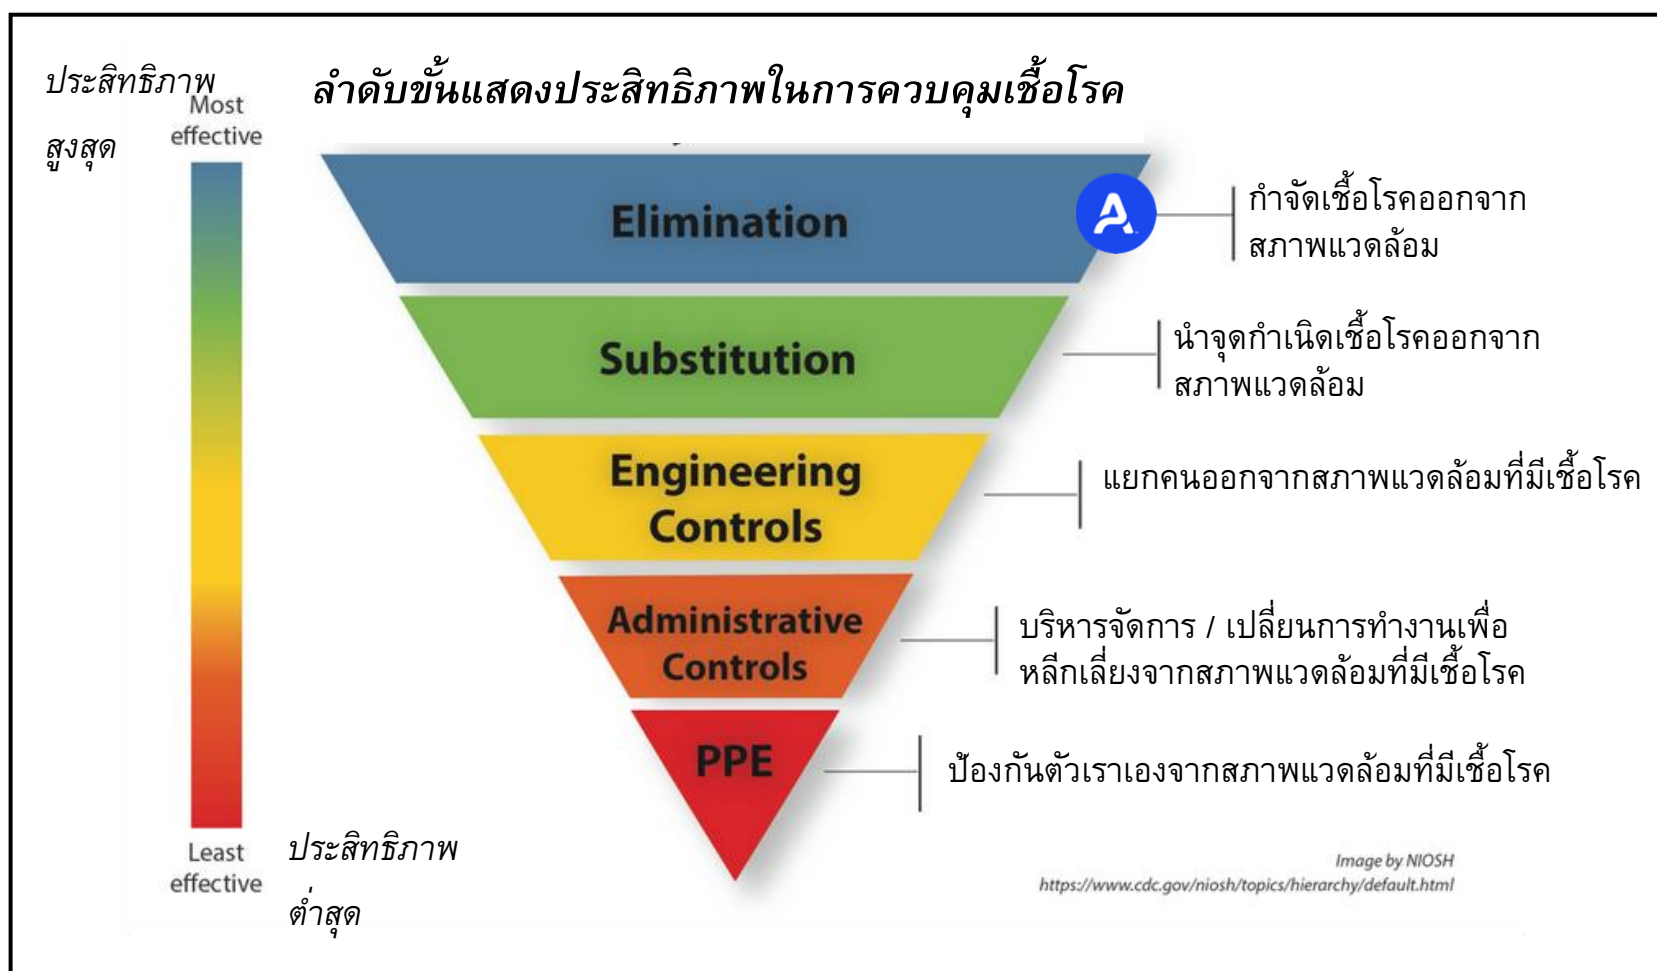 ประสิทธิภาพ
สูงสุด
Most
effective
ลำดับขั้นแสดงประสิทธิภาพในการควบคุมเชื้อโรค
Elimination
A
กำจัดเชื้อโรคออกจาก
สภาพแวดล้อม
Substitution
นำจุดกำเนิดเชื้อโรคออกจาก
สภาพแวดล้อม
Engineering
Controls
แยกคนออกจากสภาพแวดล้อมที่มีเชื้อโรค
Administrative
Controls
บริหารจัดการ / เปลี่ยนการทำงานเพื่อ
หลีกเลี่ยงจากสภาพแวดล้อมที่มีเชื้อโรค
PPE
ป้องกันตัวเราเองจากสภาพแวดล้อมที่มีเชื้อโรค
Least
effective
ประสิทธิภาพ
ต่ำสุด
Image by NIOSH
https://www.cdc.gov/niosh/topics/hierarchy/default.html